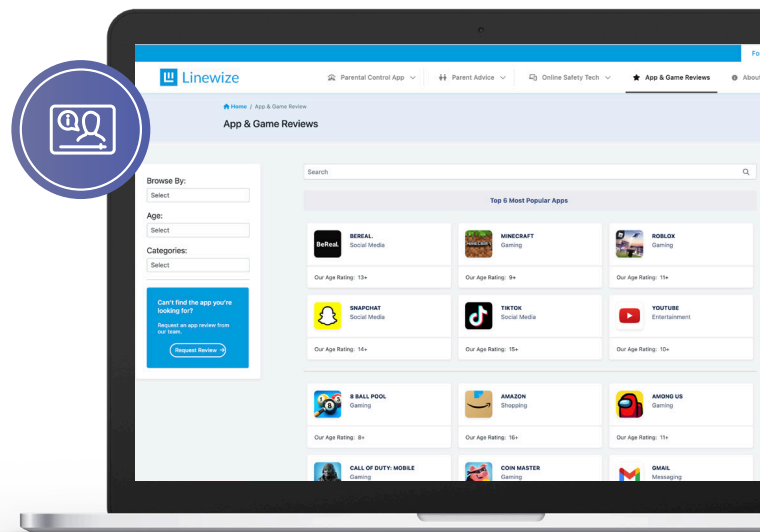 Fo
Linewize
Parental Control App
Parent Advice
Online Safety Tech
App & Game Reviews
About
Home / App & Game Review
App & Game Reviews
Browse By:
Select
Age:
Select
Categories:
Select
Can't find the app you're
looking for?
Request an app review from
our team.
Request Review
Search
Top 6 Most Popular Apps
BeReal.
BEREAL.
Social Media
Our Age Rating: 13+
MINECRAFT
Gaming
Our Age Rating: 9+
ROBLOX
Gaming
Our Age Rating: 11+
SNAPCHAT
Social Media
Our Age Rating: 14+
TIKTOK
Social Media
Our Age Rating: 15+
YOUTUBE
Entertainment
Our Age Rating: 10+
8
8 BALL POOL
Gaming
Our Age Rating: 8+
AMAZON
Shopping
Our Age Rating: 16+
AMONG US
Gaming
Our Age Rating: 11+
CALL OF DUTY: MOBILE
Gaming
COIN MASTER
Gaming
GMAIL
Messaging